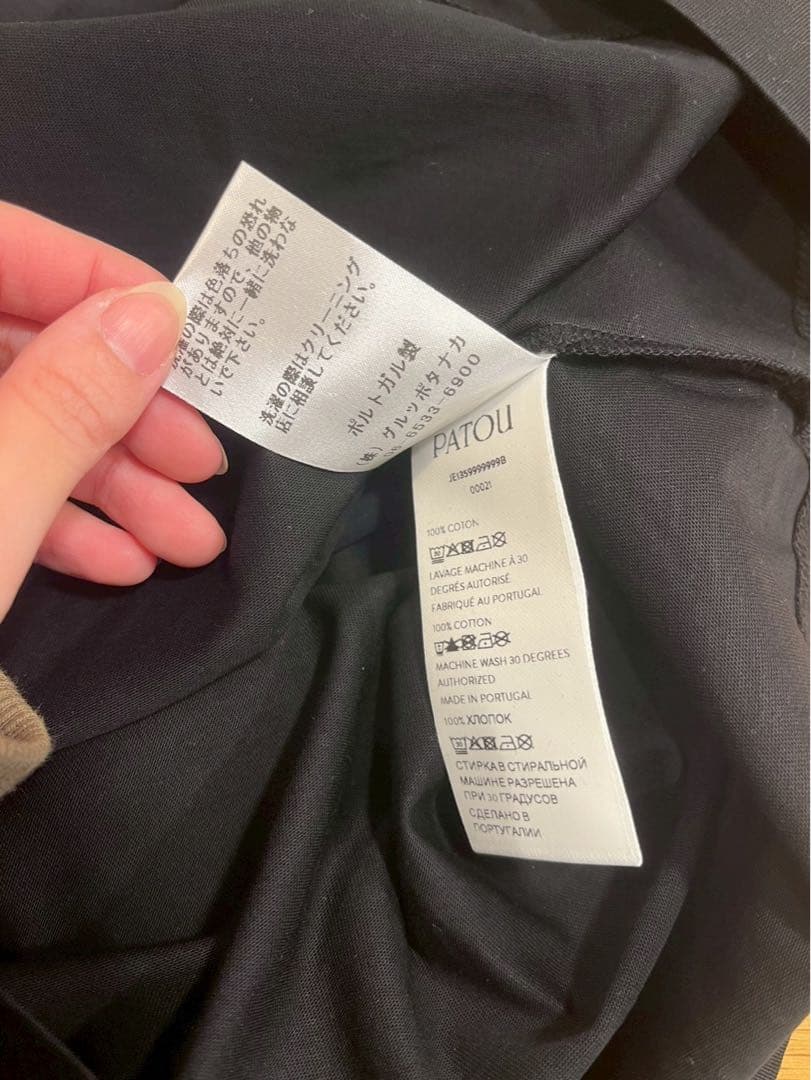 洗濯の際は色落ちの恐れ
がありますので、他の物
とは絶対に一緒に洗わな
いで下さい。
洗濯の際はクリーニング
店に相談してください。
ポルトガル製
(株)グルッポタナカ
06-6533-6900
PATOU
JE1359999999B
00021
100% COTON
30
LAVAGE MACHINE À 30
DEGRÉS AUTORISÉ
FABRIQUÉ AU PORTUGAL
100% COTTON
MACHINE WASH 30 DEGREES
AUTHORIZED
MADE IN PORTUGAL
100% ХЛОПОК
30
СТИРКА В СТИРАЛЬНОЙ
МАШИНЕ РАЗРЕШЕНА
ПРИ 30 ГРАДУСОВ
СДЕЛАНО В
ПОРТУГАЛИИ